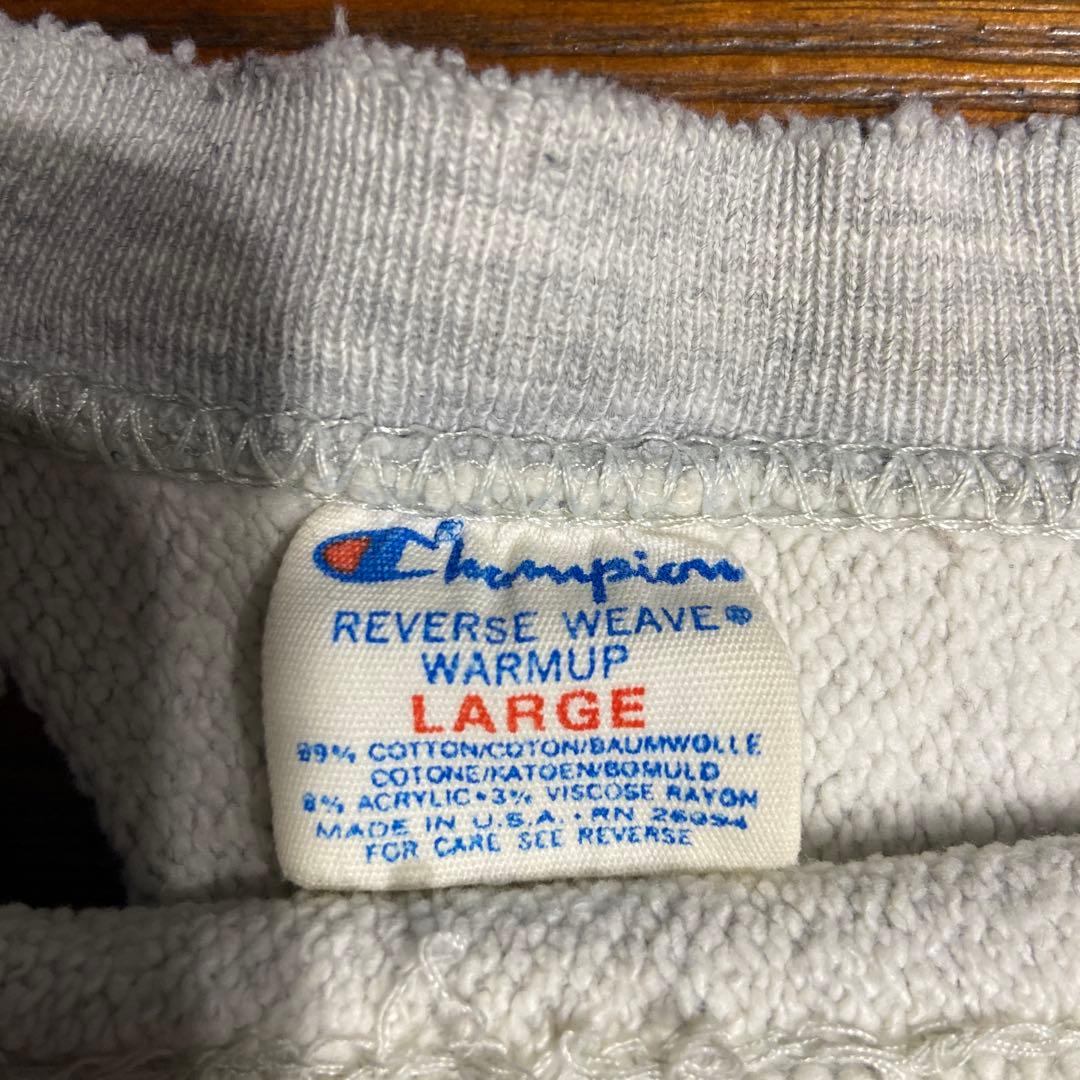 Champion
REVERSE WEAVE®
WARMUP
LARGE
89% COTTON/COTON/BAUMWOLLE
COTONE/KATOEN/BOMULD
8% ACRYLIC•3% VISCOSE RAYON
MADE IN U.S.A. • RN 26094
FOR CARE SEE REVERSE